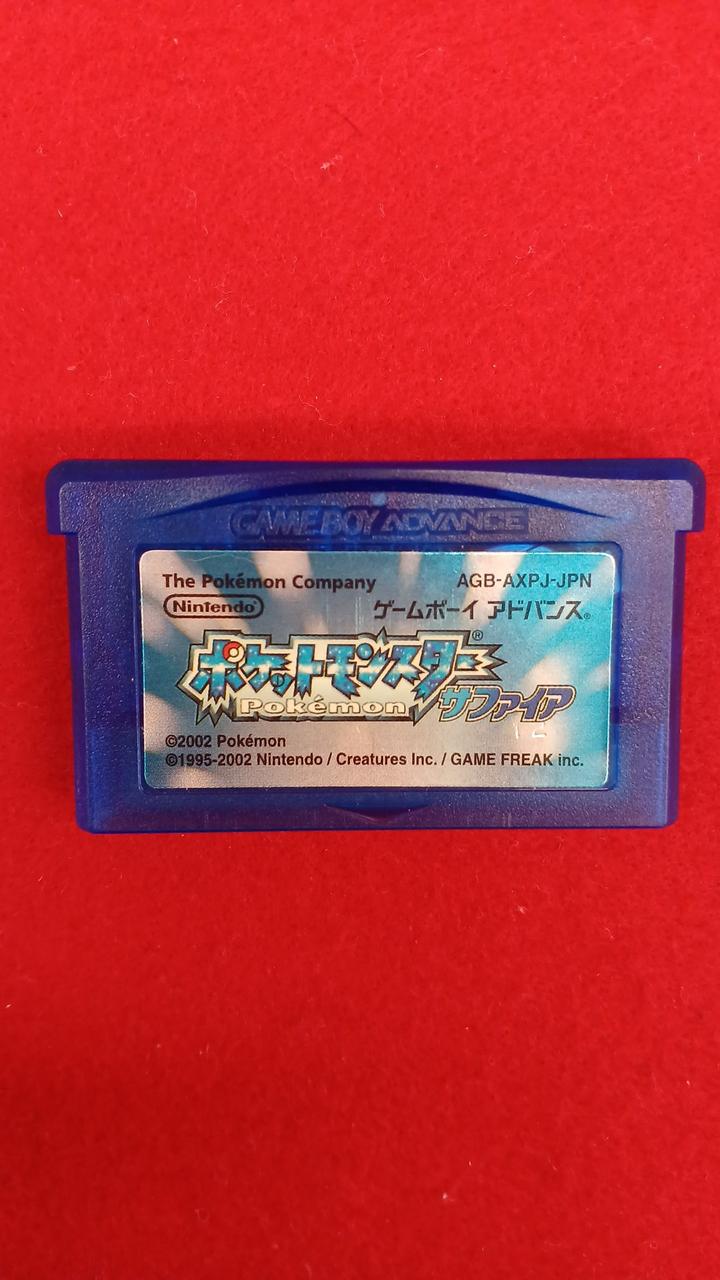 GAME BOY ADVANCE
The Pokémon Company AGB-AXPJ-JPN
Nintendo® ゲームボーイ アドバンス®
ポケットモンスター®
Pokémon サファイア
©2002 Pokémon
©1995-2002 Nintendo / Creatures Inc. / GAME FREAK inc.